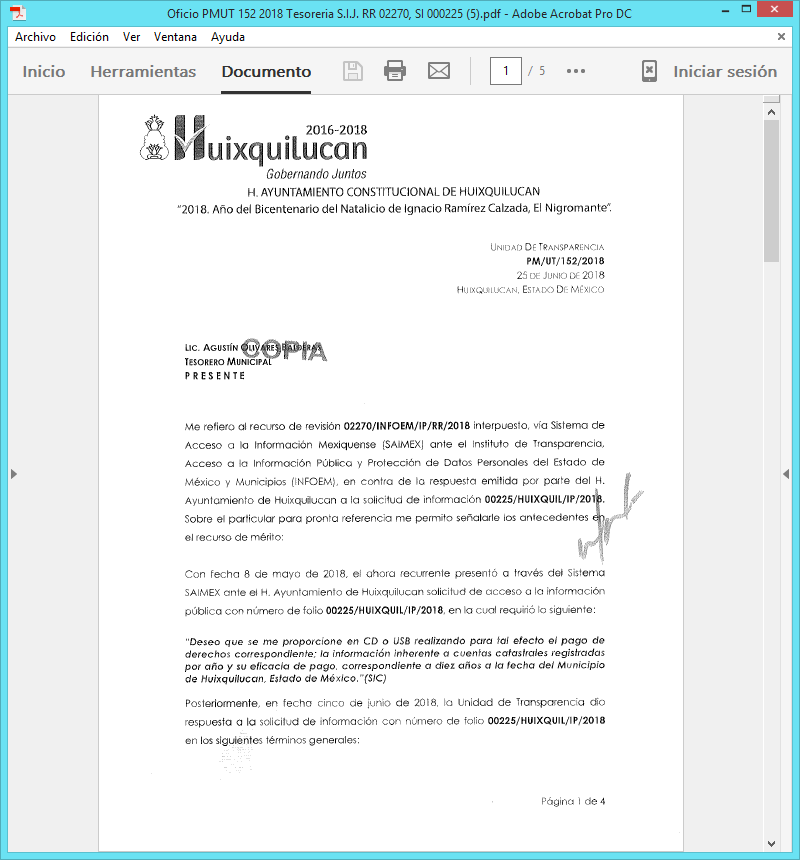 Oficio PMUT 152 2018 Tesoreria S.I.J. RR 02270, SI 000225 (5).pdf - Adobe Acrobat Pro DC
Archivo Edición Ver Ventana Ayuda
Inicio Herramientas Documento 1 / 5 Iniciar sesión
2016-2018
Huixquilucan
Gobernando Juntos
H. AYUNTAMIENTO CONSTITUCIONAL DE HUIXQUILUCAN
"2018. Año del Bicentenario del Natalicio de Ignacio Ramírez Calzada, El Nigromante".
UNIDAD DE TRANSPARENCIA
PM/UT/152/2018
25 DE JUNIO DE 2018
HUIXQUILUCAN, ESTADO DE MÉXICO
LIC. AGUSTÍN OLIVARES BALDERAS
COPIA
TESORERO MUNICIPAL
P R E S E N T E
Me refiero al recurso de revisión 02270/INFOEM/IP/RR/2018 interpuesto, vía Sistema de
Acceso a la Información Mexiquense (SAIMEX) ante el Instituto de Transparencia,
Acceso a la Información Pública y Protección de Datos Personales del Estado de
México y Municipios (INFOEM), en contra de la respuesta emitida por parte del H.
Ayuntamiento de Huixquilucan a la solicitud de información 00225/HUIXQUIL/IP/2018.
Sobre el particular para pronta referencia me permito señalarle los antecedentes en
el recurso de mérito:
Con fecha 8 de mayo de 2018, el ahora recurrente presentó a través del Sistema
SAIMEX ante el H. Ayuntamiento de Huixquilucan solicitud de acceso a la información
pública con número de folio 00225/HUIXQUIL/IP/2018, en la cual requirió lo siguiente:
"Deseo que se me proporcione en CD o USB realizando para tal efecto el pago de
derechos correspondiente; la información inherente a cuentas catastrales registradas
por año y su eficacia de pago, correspondiente a diez años a la fecha del Municipio
de Huixquilucan, Estado de México."(SIC)
Posteriormente, en fecha cinco de junio de 2018, la Unidad de Transparencia dio
respuesta a la solicitud de información con número de folio 00225/HUIXQUIL/IP/2018
en los siguientes términos generales:
Página 1 de 4